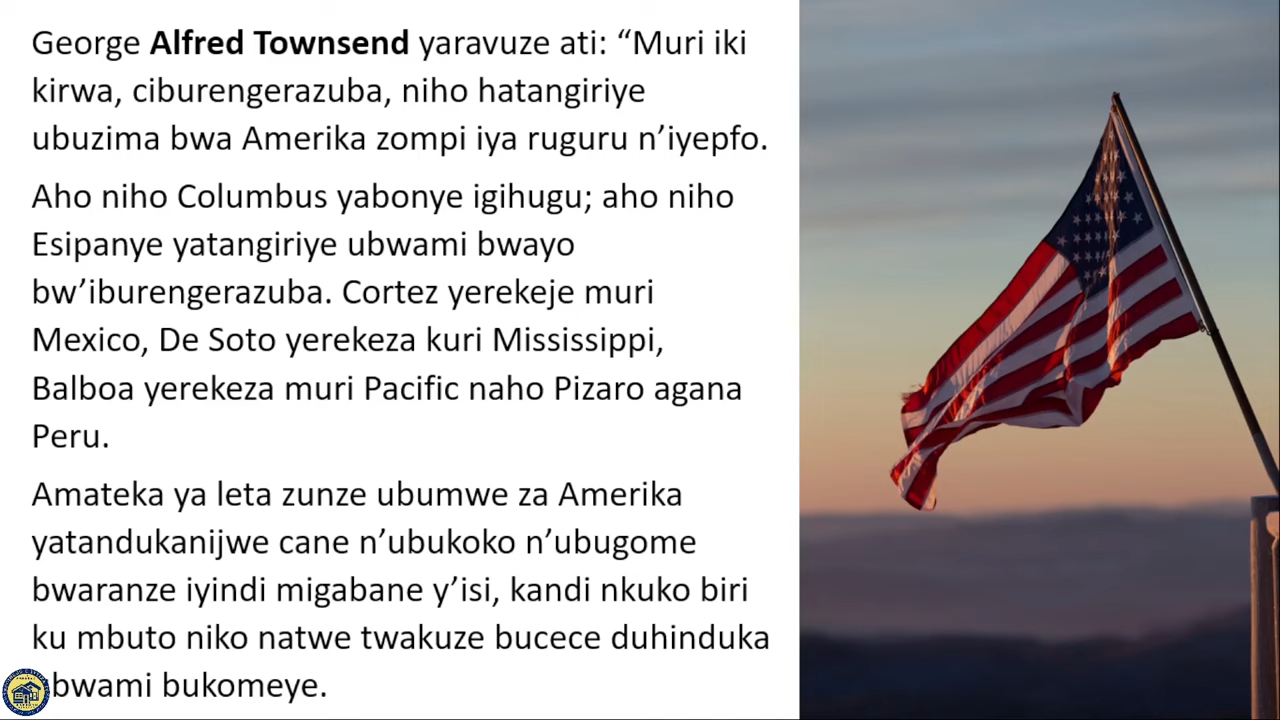 George Alfred Townsend yaravuze ati: “Muri iki
kirwa, ciburengerazuba, niho hatangiriye
ubuzima bwa Amerika zompi iya ruguru n’iyepfo.
Aho niho Columbus yabonye igihugu; aho niho
Esipanye yatangiriye ubwami bwayo
bw’iburengerazuba. Cortez yerekeje muri
Mexico, De Soto yerekeza kuri Mississippi,
Balboa yerekeza muri Pacific naho Pizaro agana
Peru.
Amateka ya leta zunze ubumwe za Amerika
yatandukanijwe cane n’ubukoko n’ubugome
bwaranze iyindi migabane y’isi, kandi nkuko biri
ku mbuto niko natwe twakuze bucece duhinduka
bwami bukomeye.